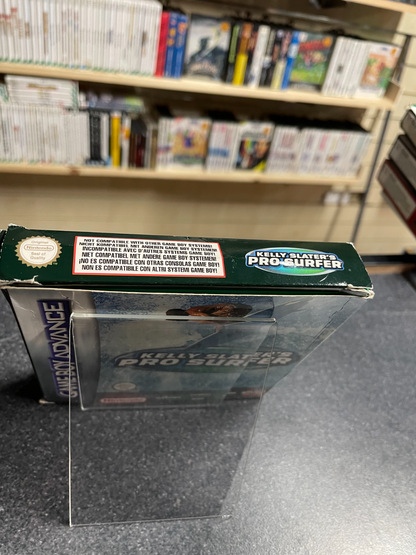 Original
Nintendo
Seal of
Quality
NOT COMPATIBLE WITH OTHER GAME BOY SYSTEMS!
NICHT KOMPATIBEL MIT ANDEREN GAME BOY SYSTEMEN!
INCOMPATIBLE AVEC D'AUTRES SYSTEMES GAME BOY!
NIET COMPATIBEL MET ANDERE GAME BOY SYSTEMEN!
¡NO ES COMPATIBLE CON OTRAS CONSOLAS GAME BOY!
NON ES COMPATIBILE CON ALTRI SYSTEM GAME BOY!
KELLY SLATER'S
PRO SURFER
GAME BOY ADVANCE
KELLY SLATER'S
PRO SURFER
Nintendo